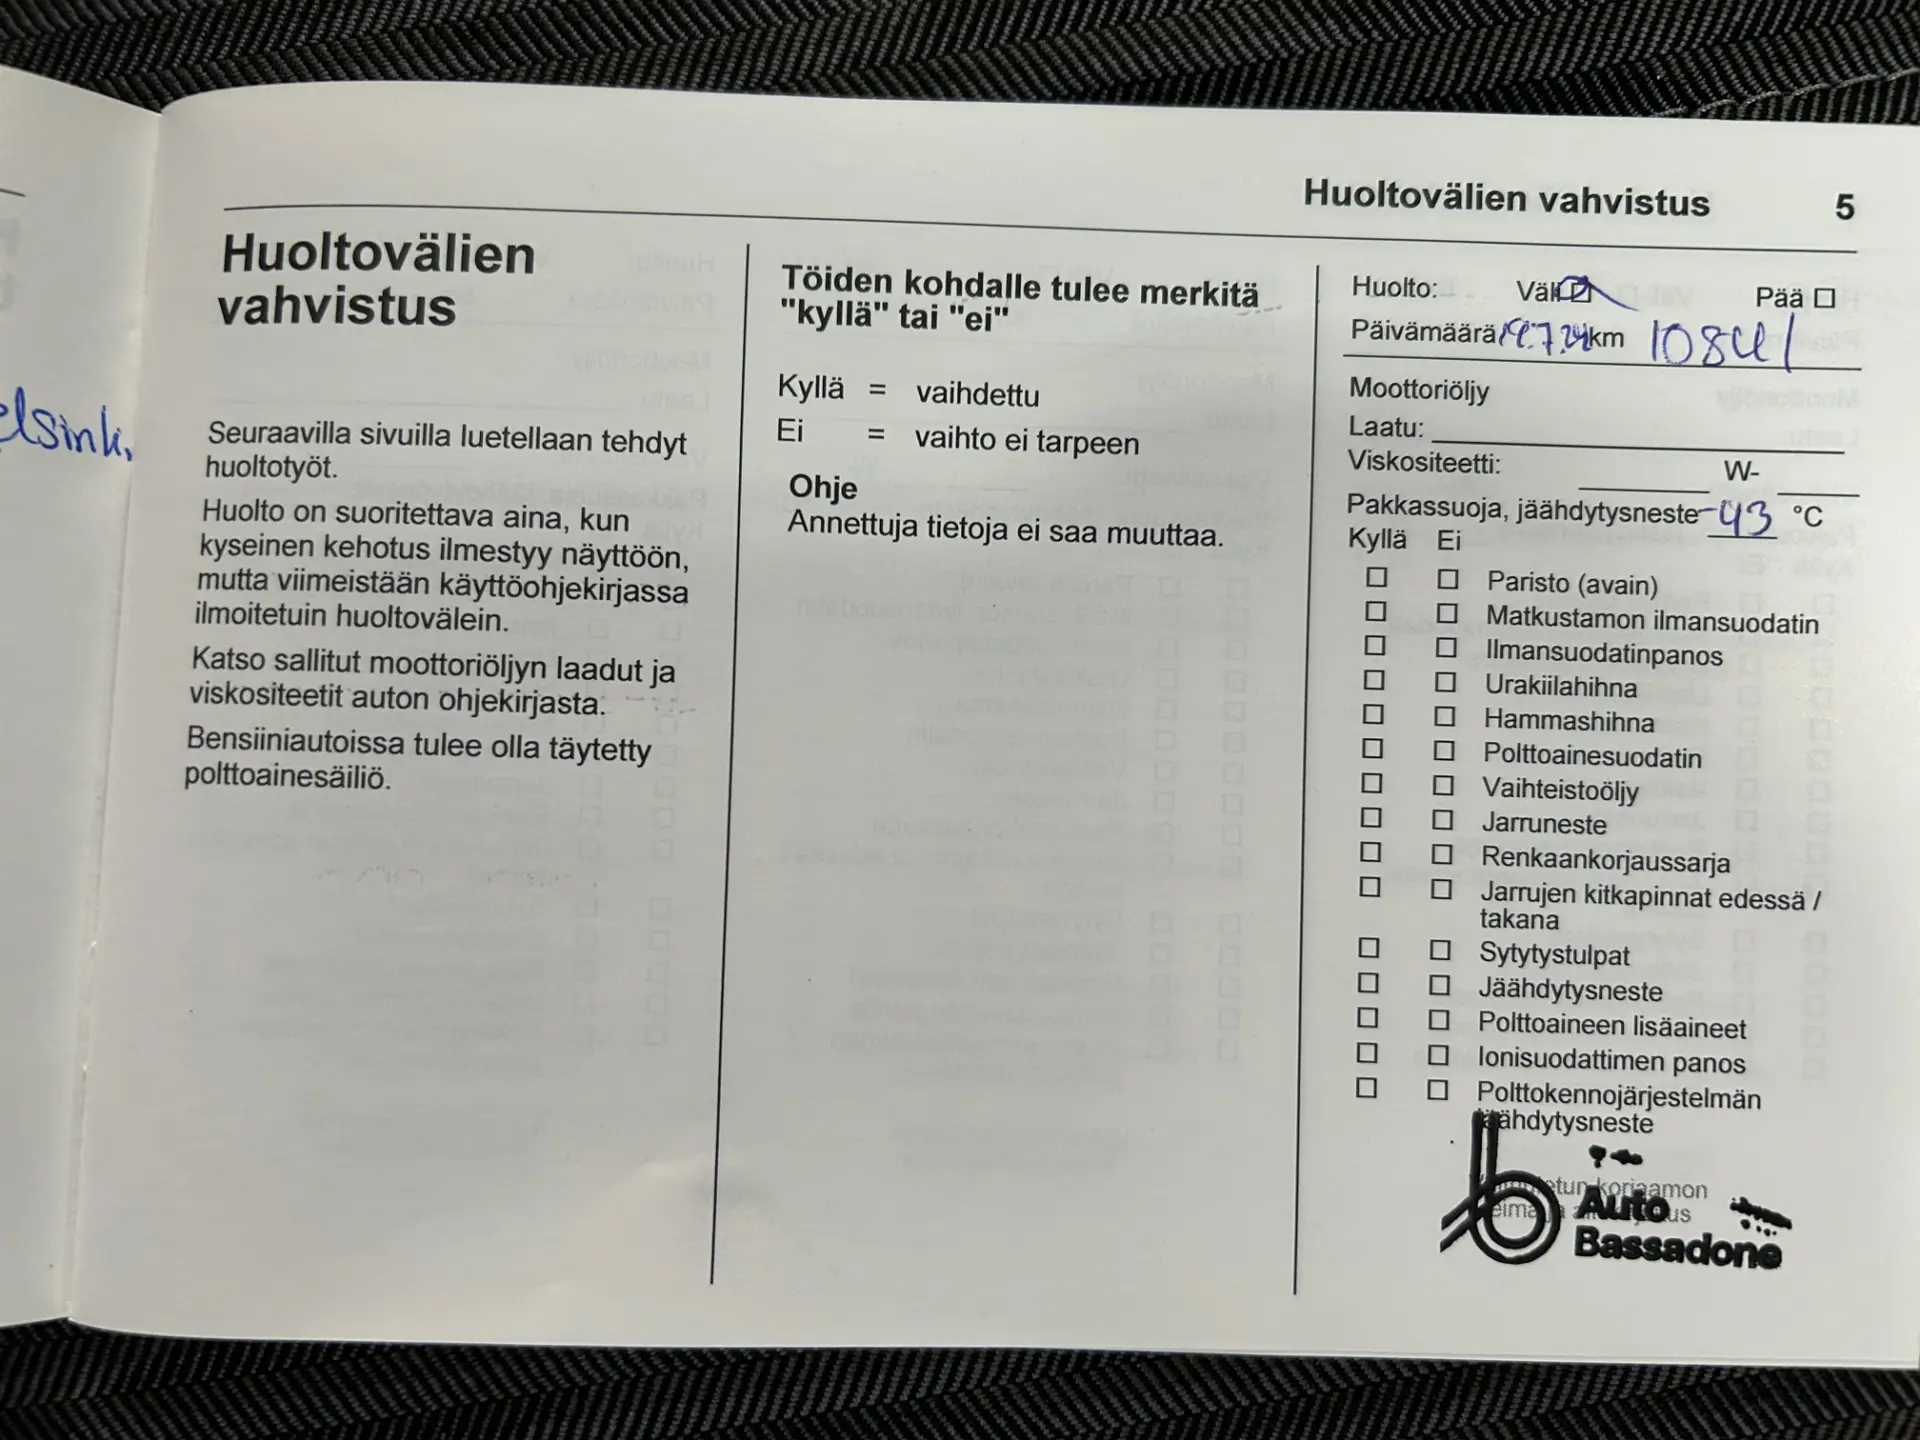 Huoltovälien vahvistus 5
Huoltovälien
vahvistus
Seuraavilla sivuilla luetellaan tehdyt
huoltotyöt.
Huolto on suoritettava aina, kun
kyseinen kehotus ilmestyy näyttöön,
mutta viimeistään käyttöohjekirjassa
ilmoitetuin huoltovälein.
Katso sallitut moottoriöljyn laadut ja
viskositeetit auton ohjekirjasta.
Bensiiniautoissa tulee olla täytetty
polttoainesäiliö.
Töiden kohdalle tulee merkitä
"kyllä" tai "ei"
Kyllä = vaihdettu
Ei = vaihto ei tarpeen
Ohje
Annettuja tietoja ei saa muuttaa.
Huolto: Väli Pää
Päivämäärä km
Moottoriöljy
Laatu:
Viskositeetti: W-
Pakkassuoja, jäähdytysneste -43 °C
Kyllä Ei
Paristo (avain)
Matkustamon ilmansuodatin
Ilmansuodatinpanos
Urakiilahihna
Hammashihna
Polttoainesuodatin
Vaihteistoöljy
Jarruneste
Renkaankorjaussarja
Jarrujen kitkapinnat edessä /
takana
Sytytystulpat
Jäähdytysneste
Polttoaineen lisäaineet
Ionisuodattimen panos
Polttokennojärjestelmän
jäähdytysneste
Auto
Bassadone